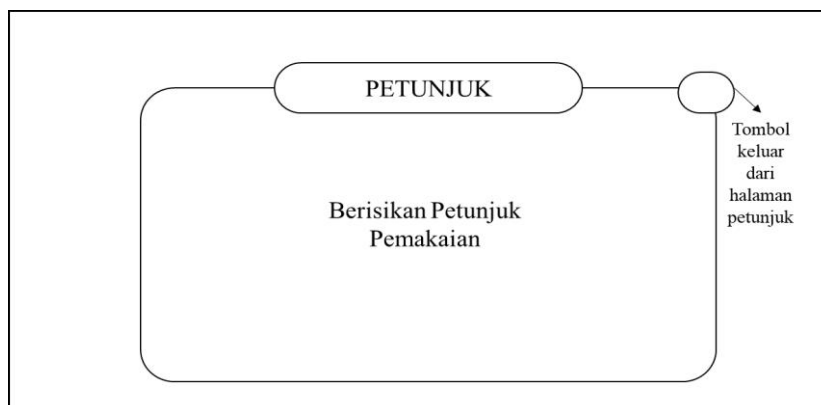 PETUNJUK
Berisikan Petunjuk
Pemakaian
Tombol
keluar
dari
halaman
petunjuk